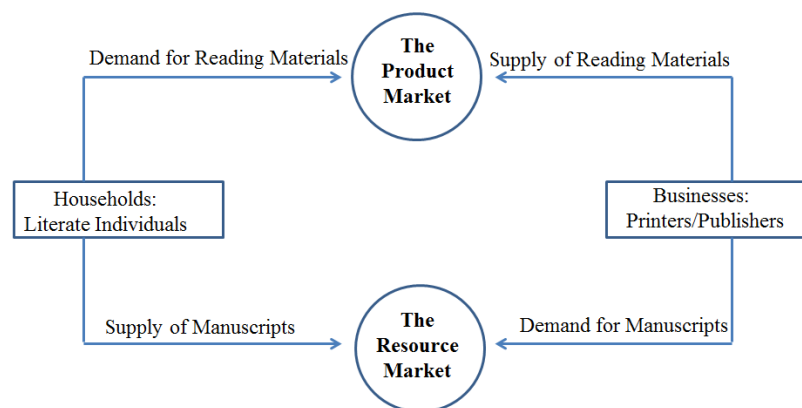 The
Product
Market
Demand for Reading Materials
Supply of Reading Materials
Households:
Literate Individuals
Businesses:
Printers/Publishers
Supply of Manuscripts
The
Resource
Market
Demand for Manuscripts